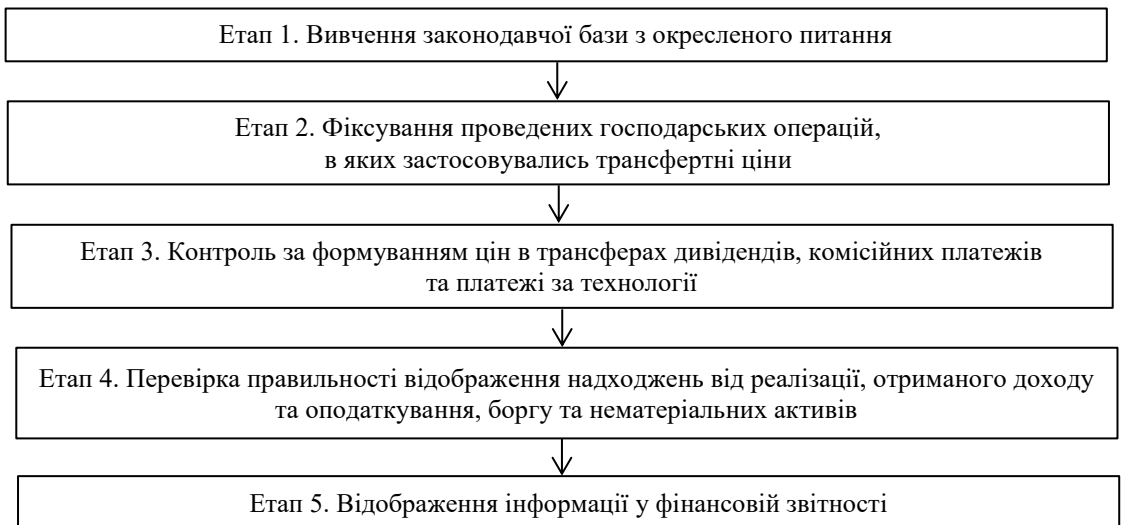 Етап 1. Вивчення законодавчої бази з окресленого питання
Етап 2. Фіксування проведених господарських операцій,
в яких застосовувались трансфертні ціни
Етап 3. Контроль за формуванням цін в трансферах дивідендів, комісійних платежів
та платежі за технології
Етап 4. Перевірка правильності відображення надходжень від реалізації, отриманого доходу
та оподаткування, боргу та нематеріальних активів
Етап 5. Відображення інформації у фінансовій звітності